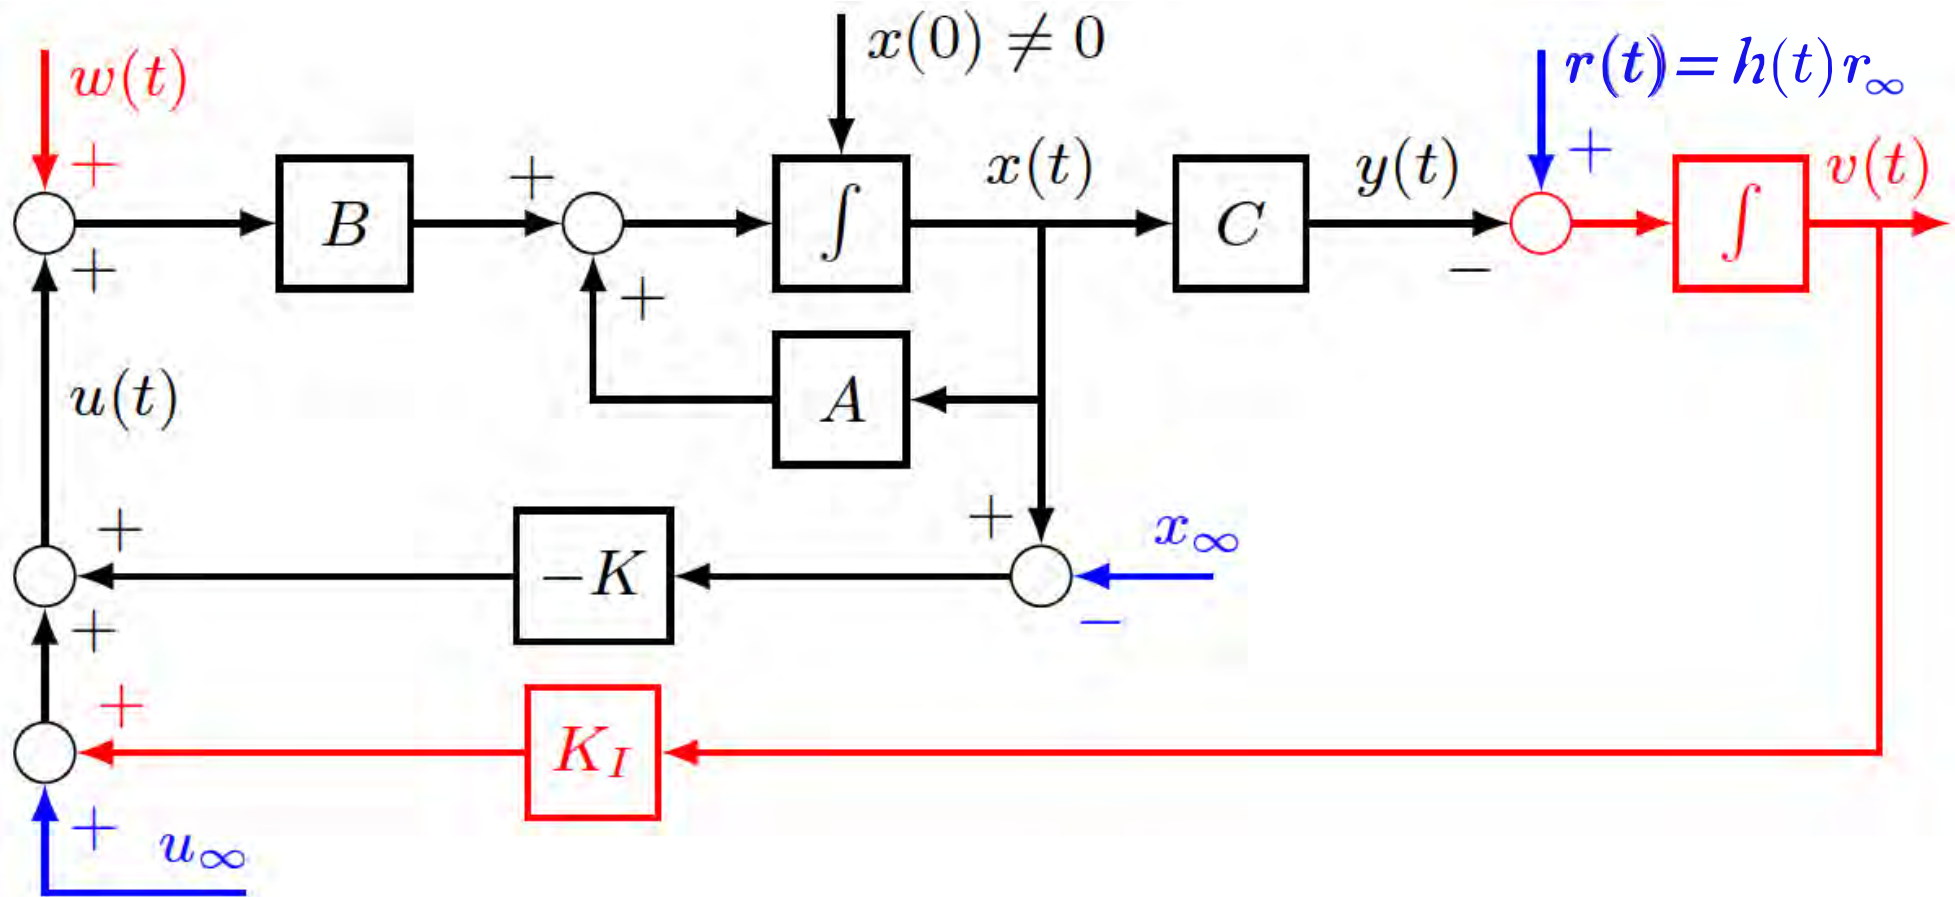 x(0) ≠ 0
w(t)
r(t) = h(t) r∞
+
+
B
+
∫
x(t)
C
y(t)
+
−
∫
v(t)
+
u(t)
A
+
+
−K
+
x∞
−
+
+
K_I
+
u∞